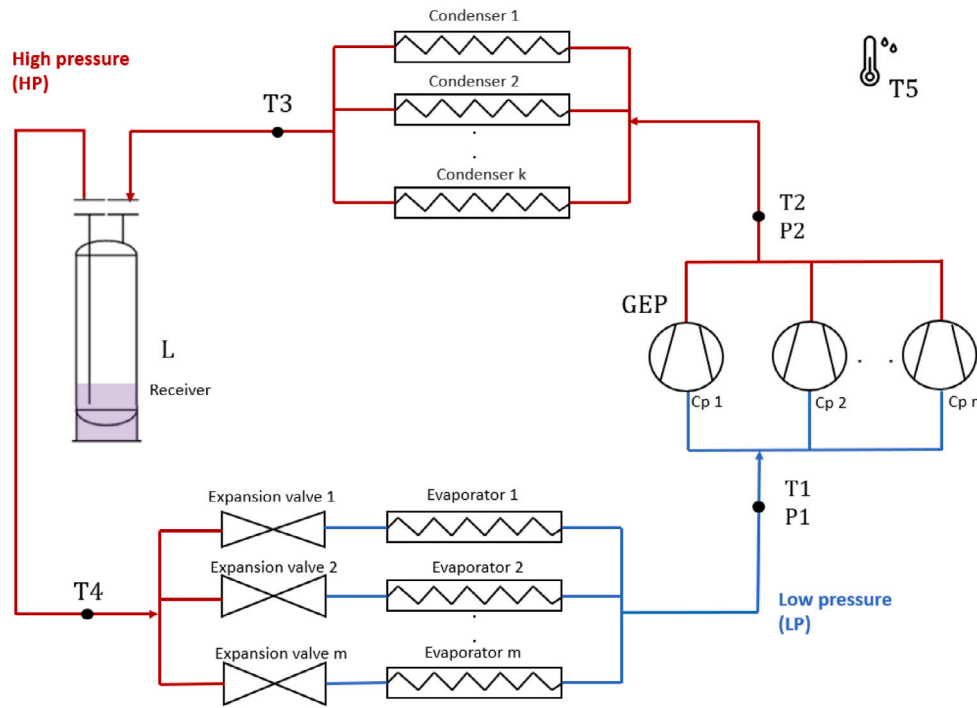 Condenser 1
High pressure
(HP)
T5
Condenser 2
T3
.
.
Condenser k
T2
P2
GEP
L
Receiver
. .
Cp 1
Cp 2
Cp n
T1
P1
Expansion valve 1
Evaporator 1
Expansion valve 2
Evaporator 2
T4
Low pressure
(LP)
.
.
Expansion valve m
Evaporator m